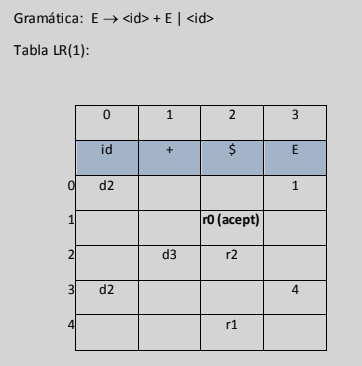 Gramática: E → <id> + E | <id>
Tabla LR(1):
0 1 2 3
id + $ E
0 d2 1
1 r0 (acept)
2 d3 r2
3 d2 4
4 r1